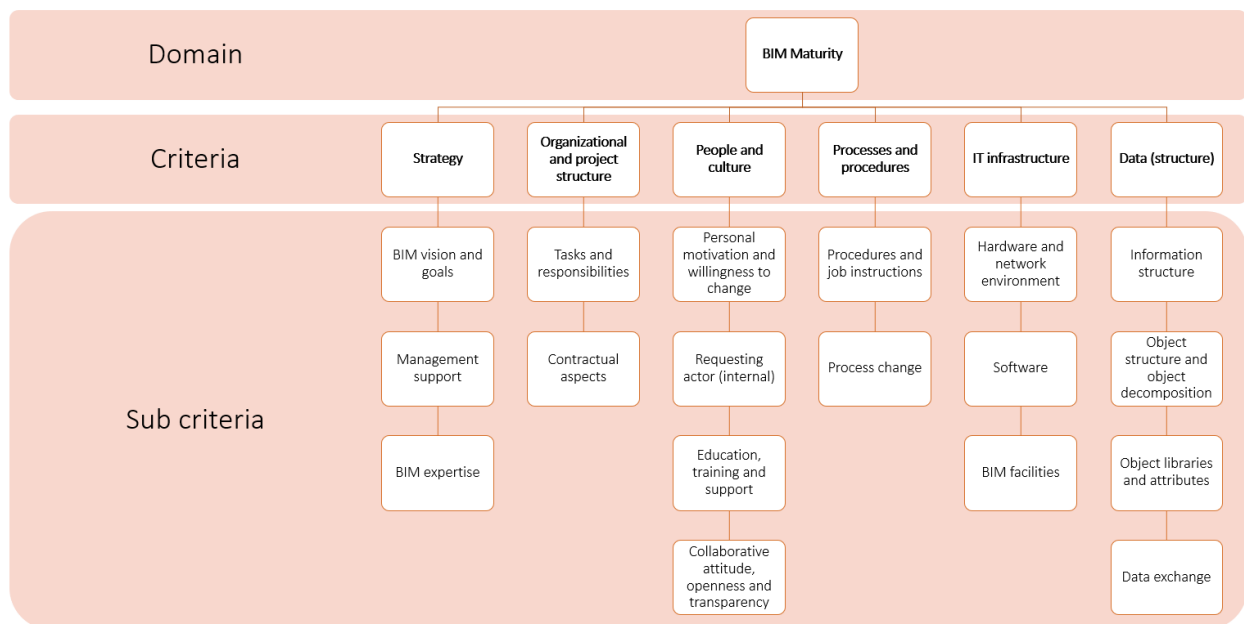 Domain
BIM Maturity
Criteria
Strategy
Organizational
and project
structure
People and
culture
Processes and
procedures
IT infrastructure
Data (structure)
Sub criteria
BIM vision and
goals
Management
support
BIM expertise
Tasks and
responsibilities
Contractual
aspects
Personal
motivation and
willingness to
change
Requesting
actor (internal)
Education,
training and
support
Collaborative
attitude,
openness and
transparency
Procedures and
job instructions
Process change
Hardware and
network
environment
Software
BIM facilities
Information
structure
Object
structure and
object
decomposition
Object libraries
and attributes
Data exchange